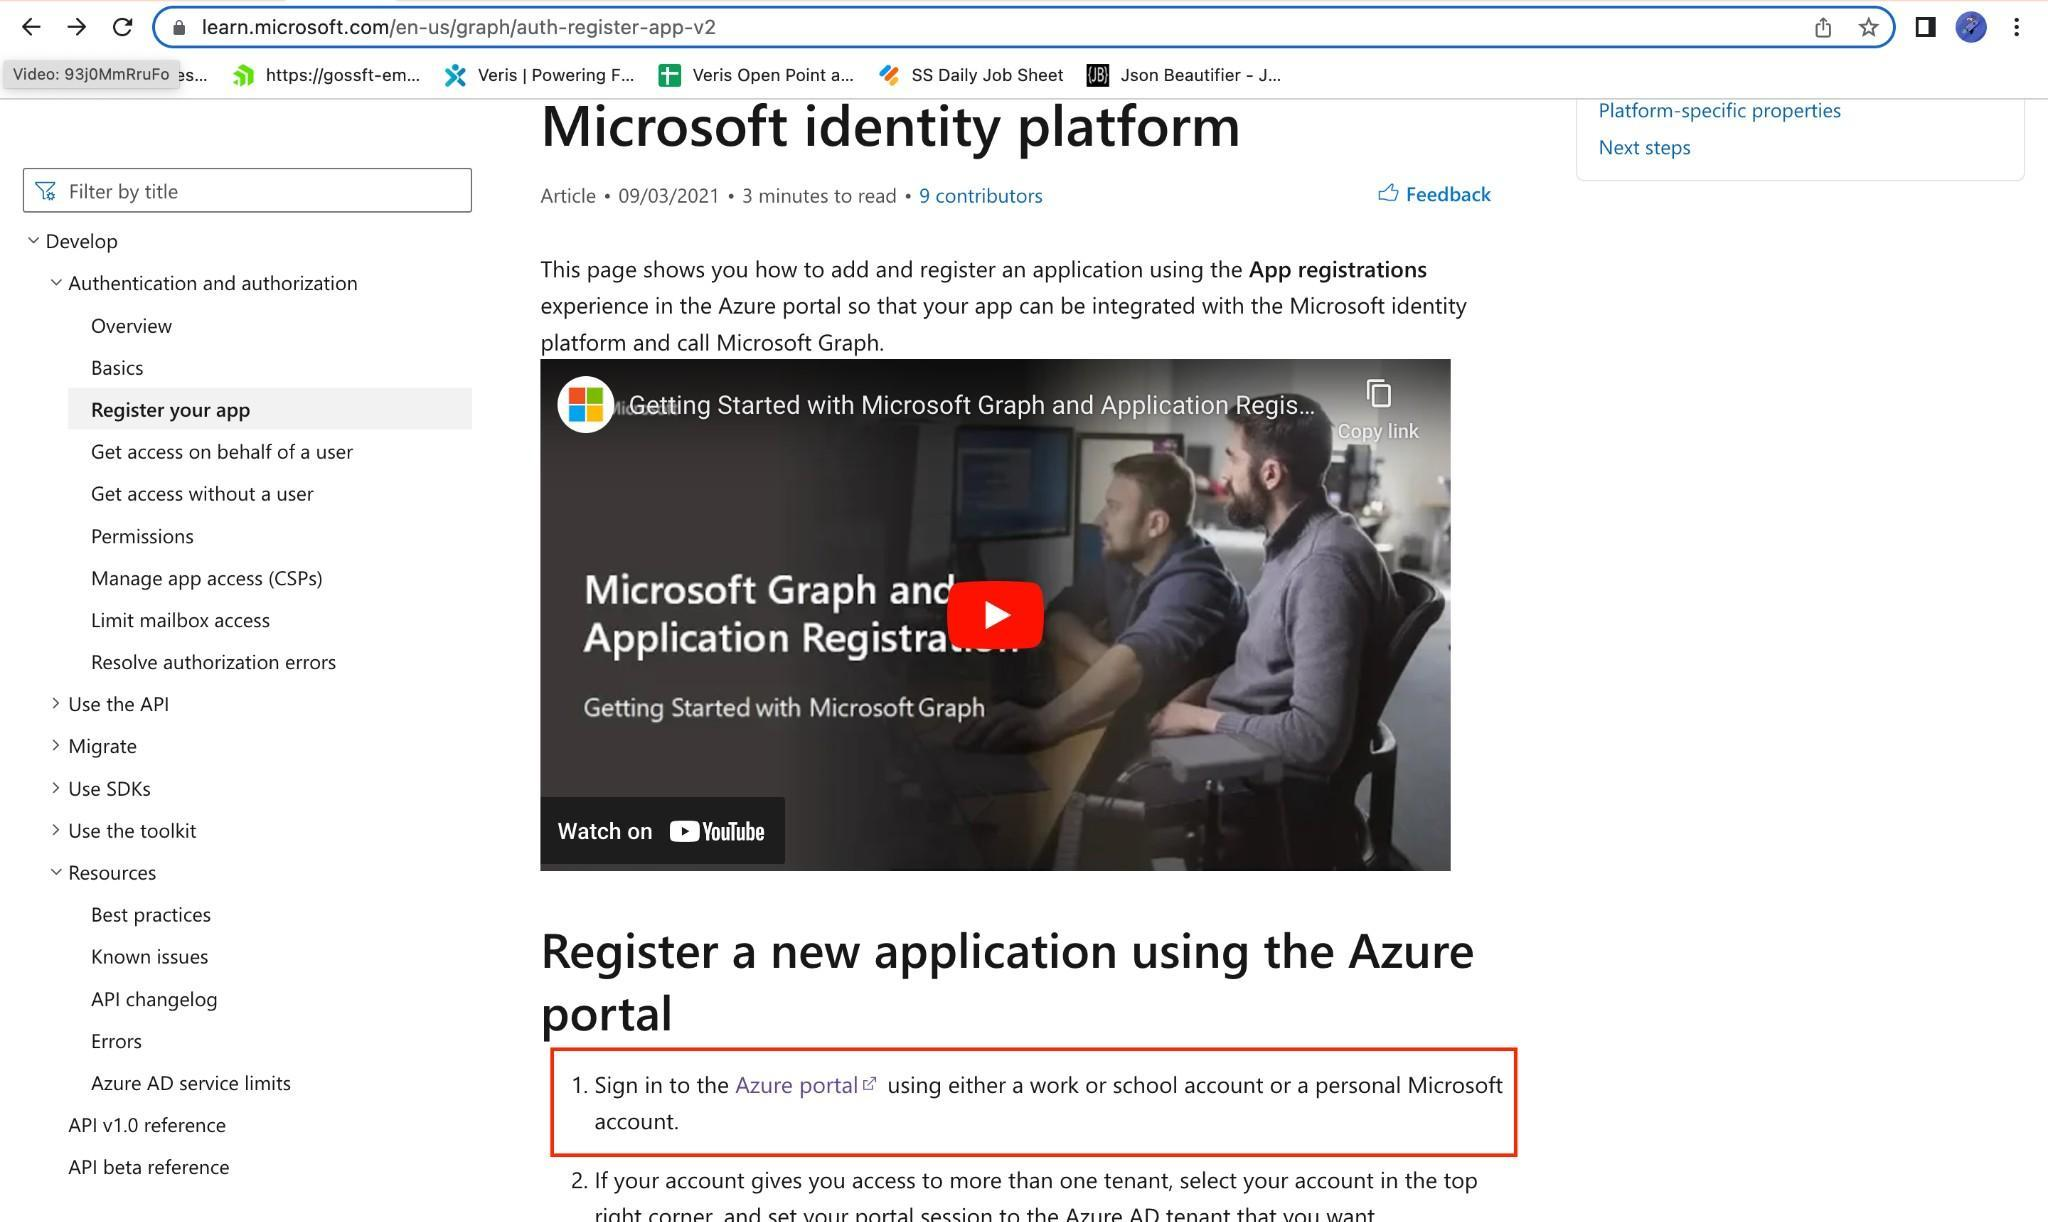 learn.microsoft.com/en-us/graph/auth-register-app-v2
Video: 93j0MmRruFo es...
https://gossft-em...
Veris | Powering F...
Veris Open Point a...
SS Daily Job Sheet
{JB}
Json Beautifier - J...
Microsoft identity platform
Platform-specific properties
Next steps
Filter by title
Article • 09/03/2021 • 3 minutes to read • 9 contributors
Feedback
Develop
Authentication and authorization
Overview
Basics
Register your app
Get access on behalf of a user
Get access without a user
Permissions
Manage app access (CSPs)
Limit mailbox access
Resolve authorization errors
Use the API
Migrate
Use SDKs
Use the toolkit
Resources
Best practices
Known issues
API changelog
Errors
Azure AD service limits
API v1.0 reference
API beta reference
This page shows you how to add and register an application using the App registrations
experience in the Azure portal so that your app can be integrated with the Microsoft identity
platform and call Microsoft Graph.
Getting Started with Microsoft Graph and Application Regis...
Copy link
Microsoft Graph and
Application Registration
Getting Started with Microsoft Graph
Watch on YouTube
Register a new application using the Azure
portal
1. Sign in to the Azure portal using either a work or school account or a personal Microsoft
account.
2. If your account gives you access to more than one tenant, select your account in the top
right corner, and set your portal session to the Azure AD tenant that you want